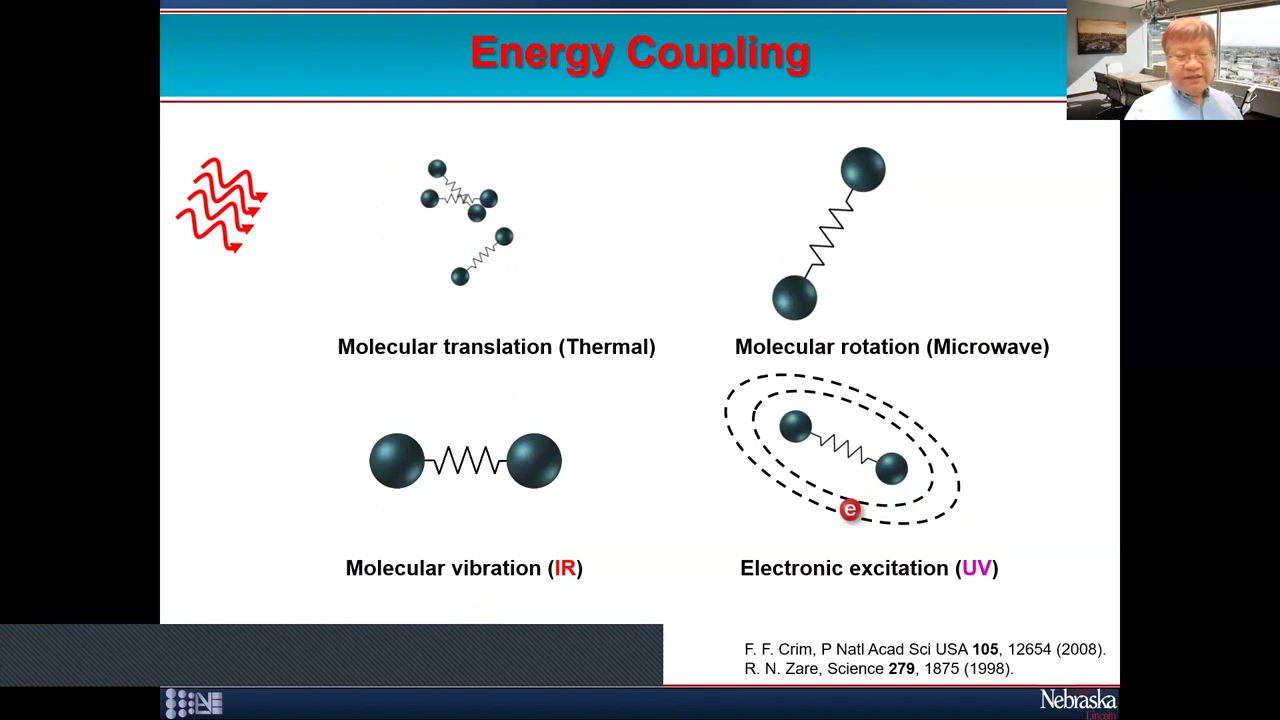 Energy Coupling
Molecular translation (Thermal)
Molecular rotation (Microwave)
e
Molecular vibration (IR)
Electronic excitation (UV)
F. F. Crim, P Natl Acad Sci USA 105, 12654 (2008).
R. N. Zare, Science 279, 1875 (1998).
Nebraska
Lincoln